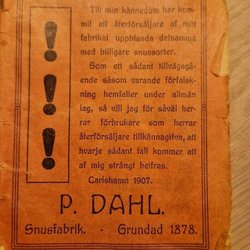 Till min kännedom har kom-
mit att återförsäljare af mitt
fabrikat uppblanda detsamma
med billigare snussorter.
Som ett sådant tillvägagå-
ende såsom varande förfalsk-
ning hemfaller under allmän
lag, så vill jag för såväl her-
rar förbrukare som herrar
återförsäljare tillkännagifva, att
hvarje sådant fall kommer att
af mig strängt beifras.
Carlshamn 1907.
! ! !
P. DAHL.
Snusfabrik. - Grundad 1878.